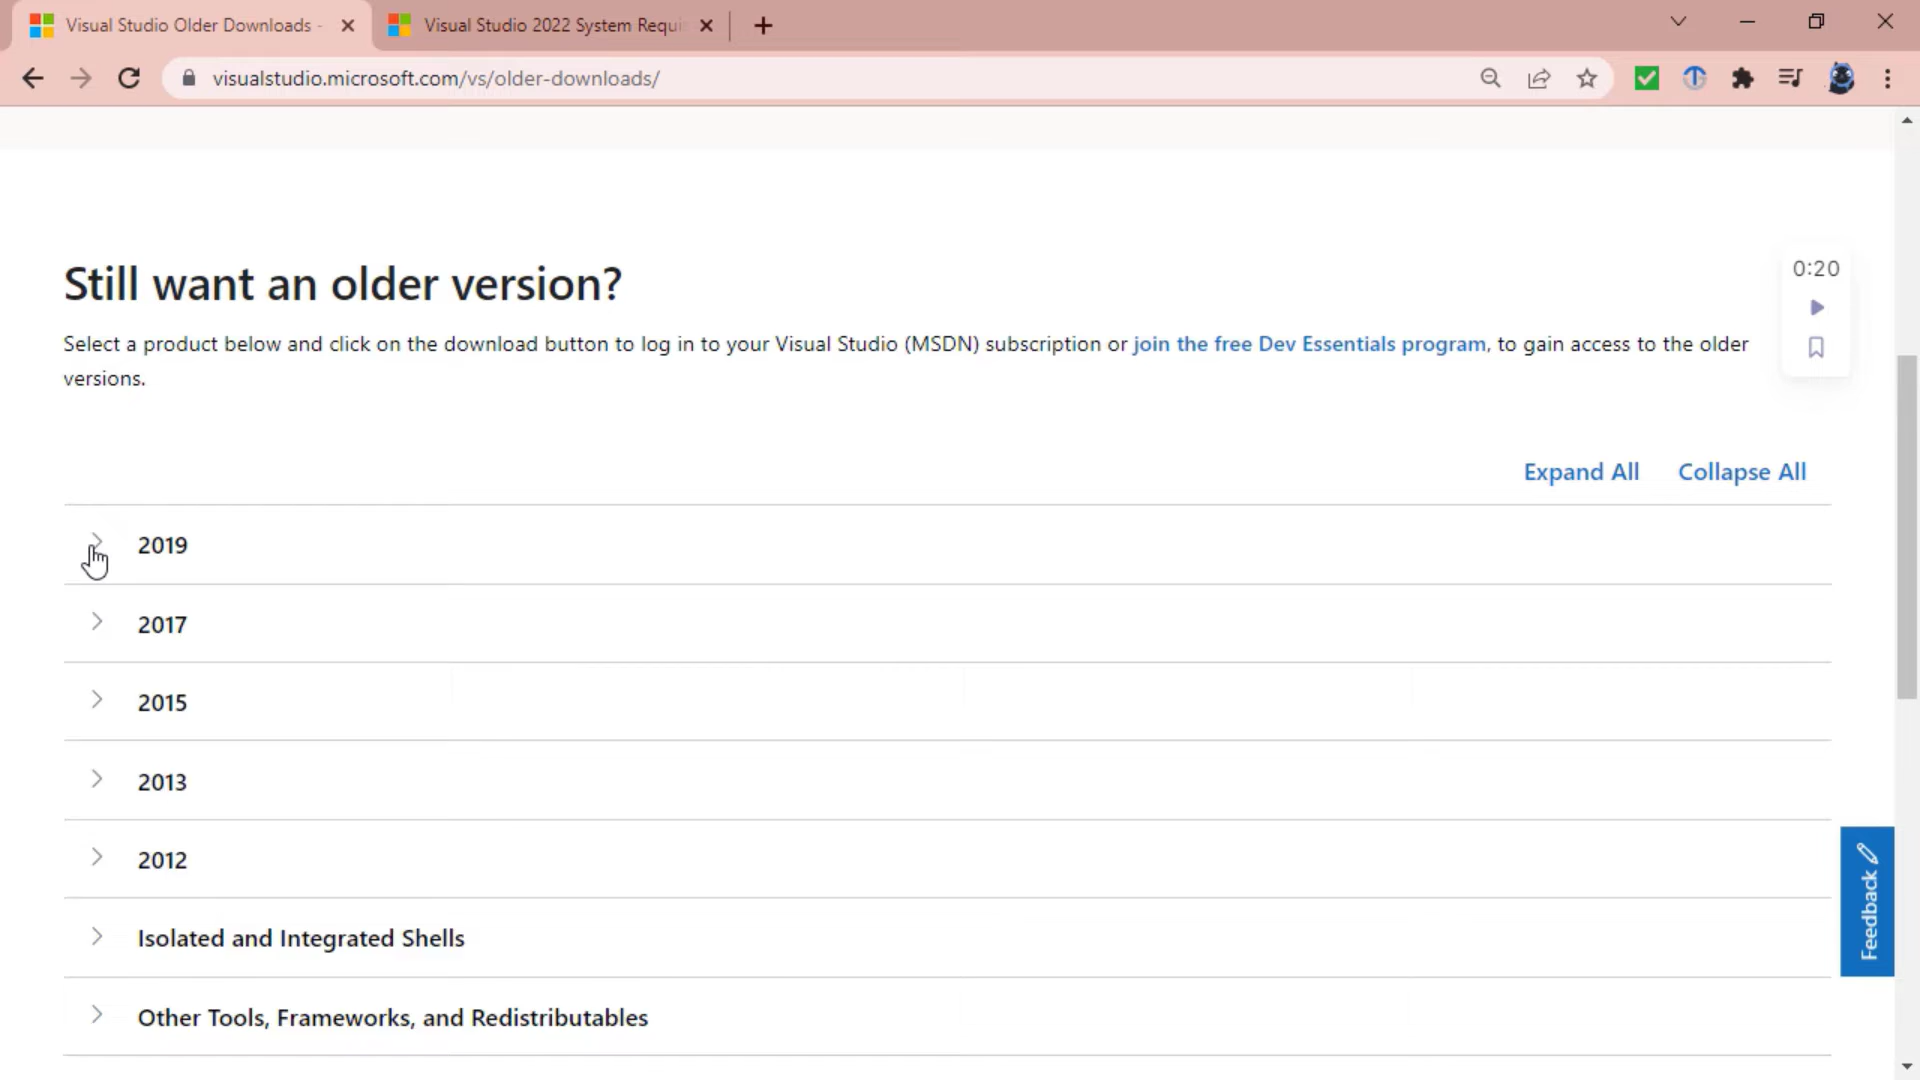 Visual Studio Older Downloads -
Visual Studio 2022 System Requi
visualstudio.microsoft.com/vs/older-downloads/
Still want an older version?
0:20
Select a product below and click on the download button to log in to your Visual Studio (MSDN) subscription or join the free Dev Essentials program, to gain access to the older
versions.
Expand All Collapse All
2019
2017
2015
2013
2012
Feedback
Isolated and Integrated Shells
Other Tools, Frameworks, and Redistributables